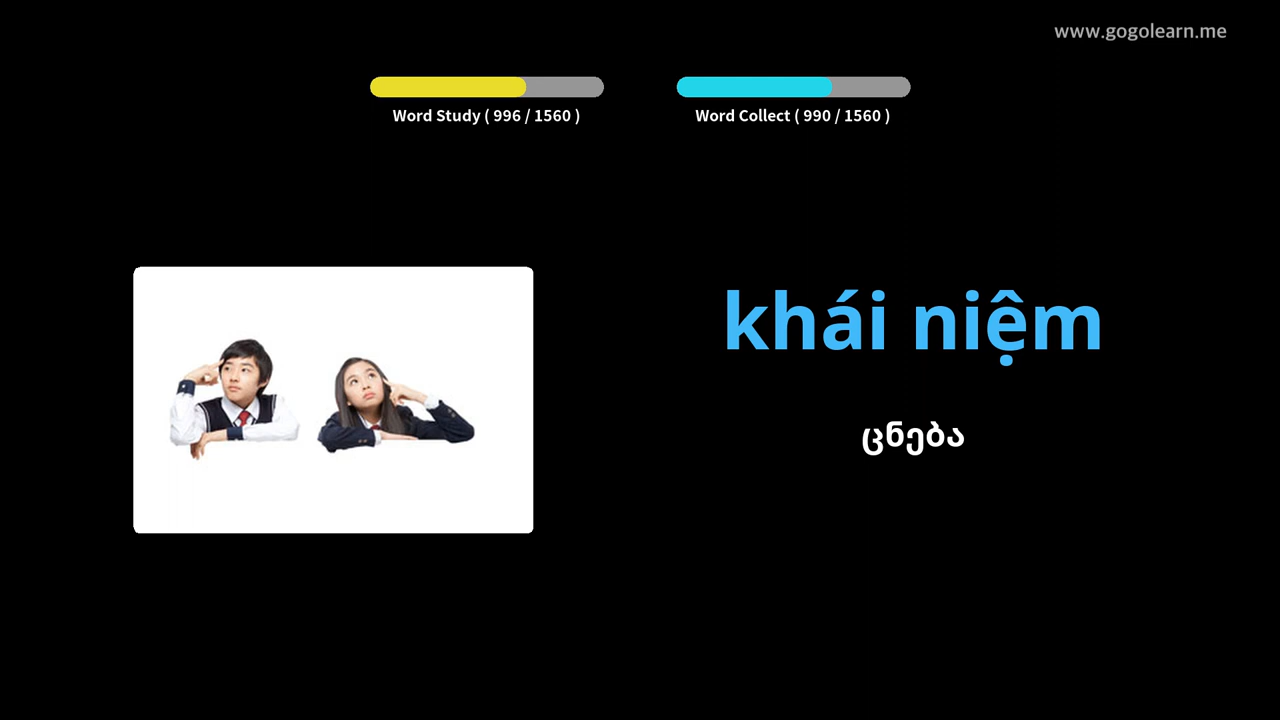 www.gogolearn.me
Word Study ( 996 / 1560 )
Word Collect ( 990 / 1560 )
khái niệm
ცნება